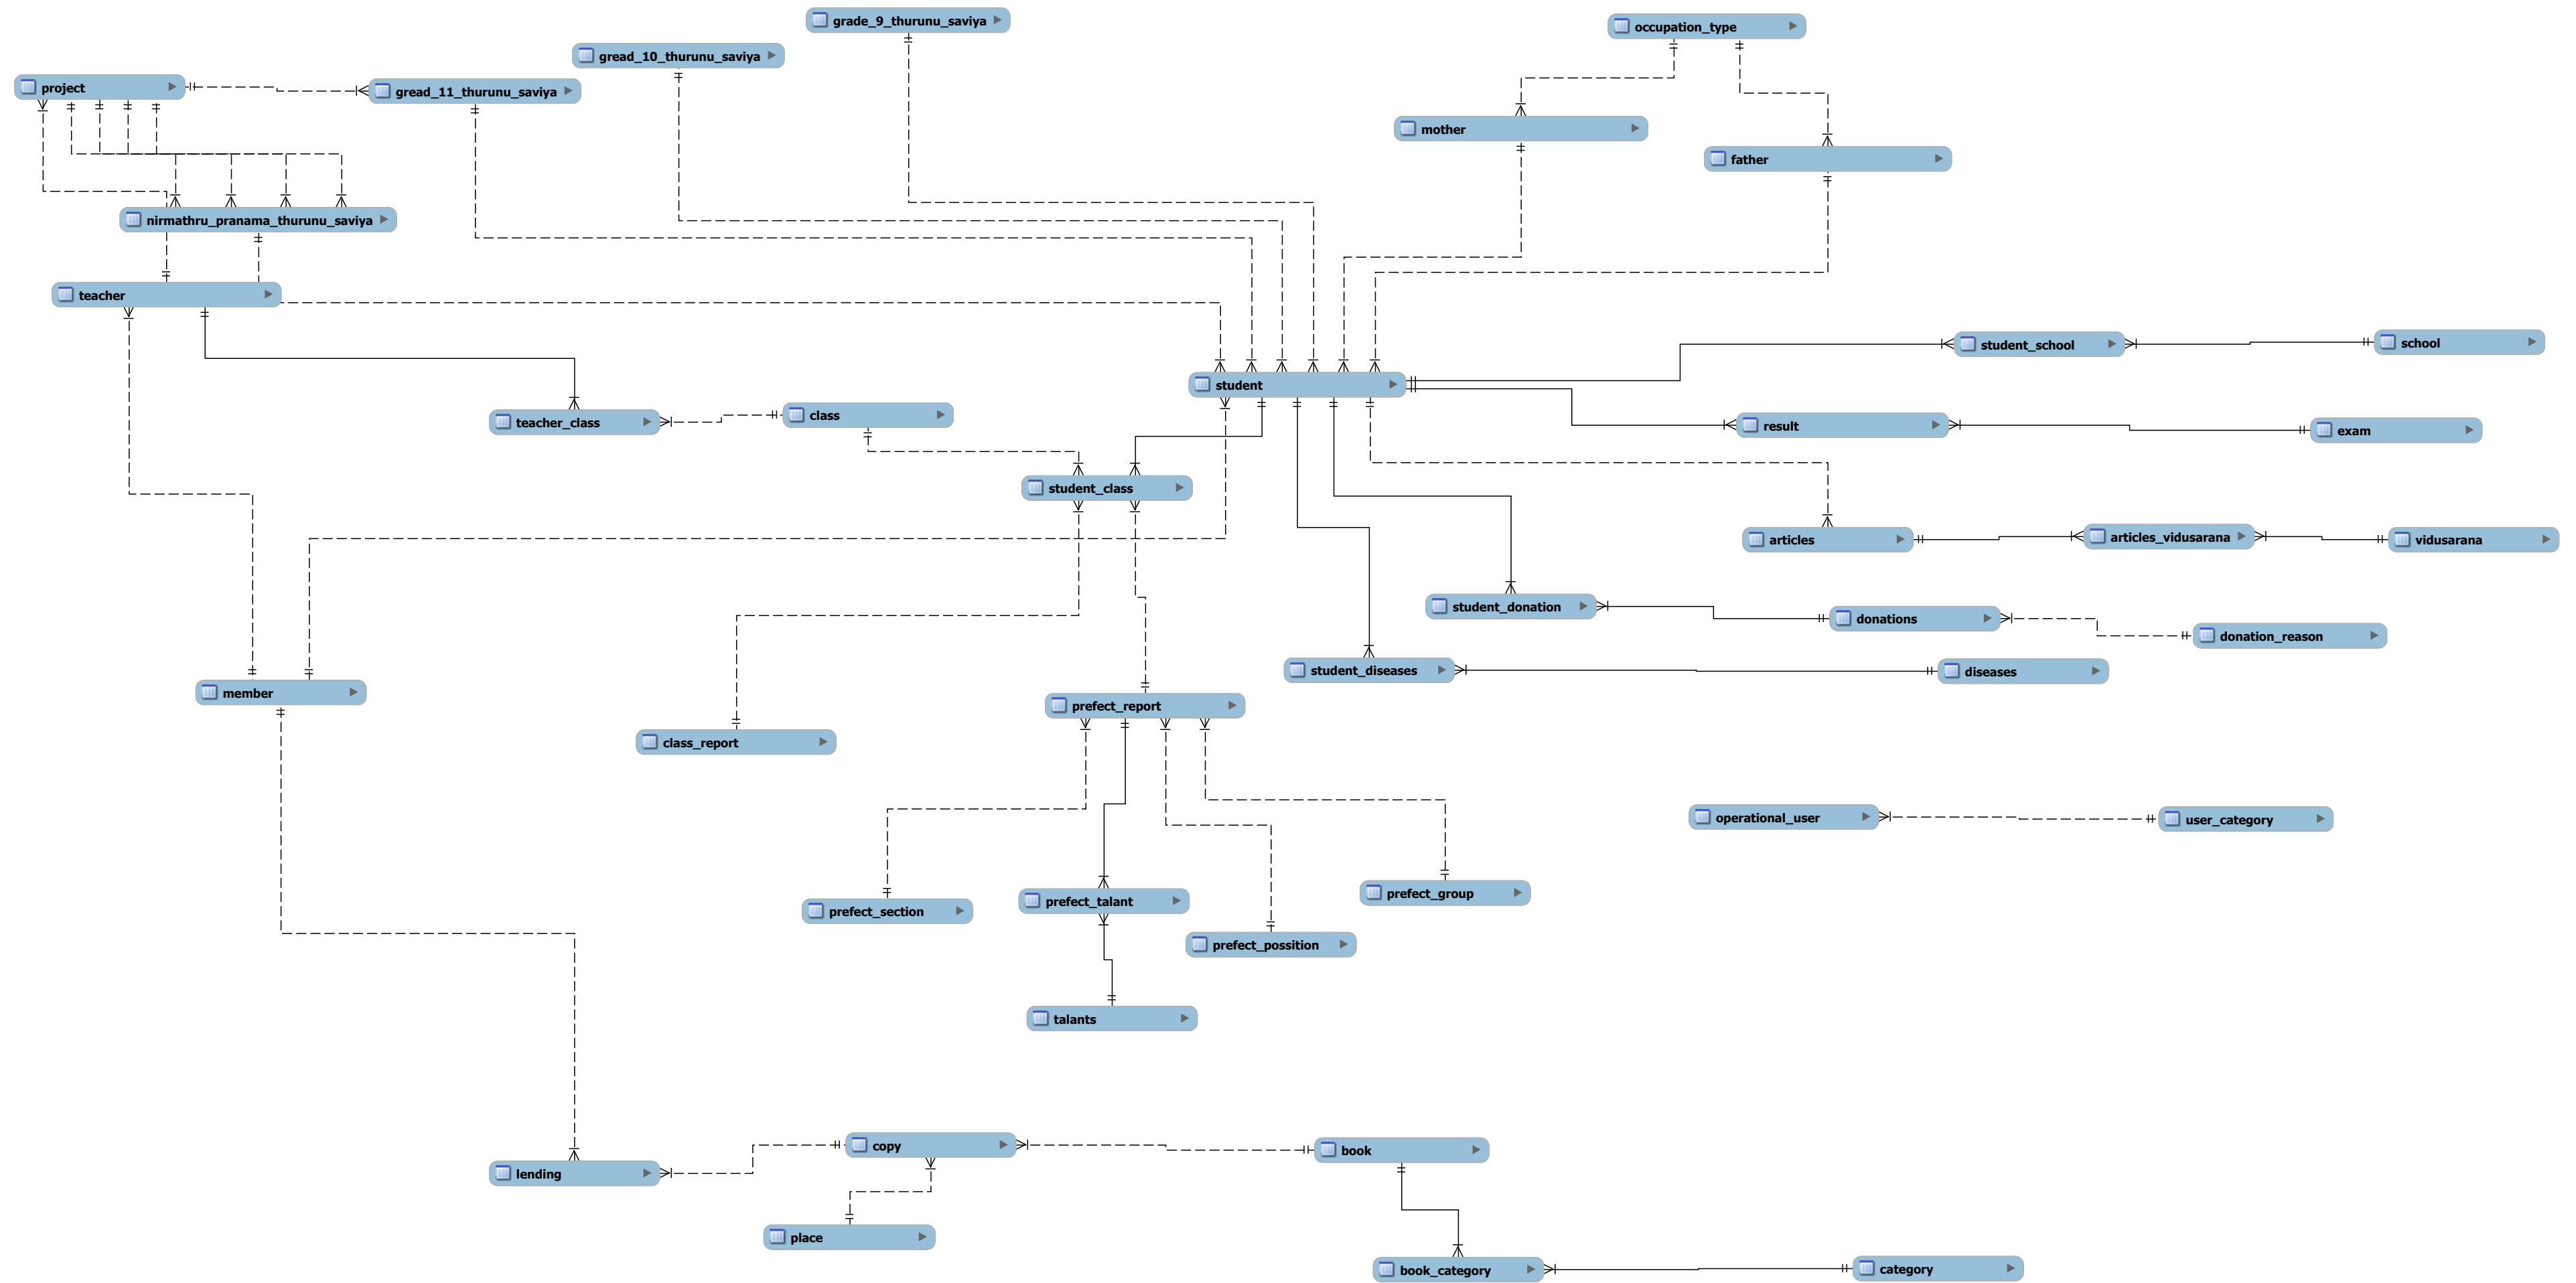 grade_9_thurunu_saviya
occupation_type
gread_10_thurunu_saviya
project
gread_11_thurunu_saviya
mother
father
nirmathru_pranama_thurunu_saviya
teacher
student_school
school
student
teacher_class
class
result
exam
student_class
articles
articles_vidusarana
vidusarana
student_donation
donations
donation_reason
student_diseases
diseases
member
prefect_report
class_report
operational_user
user_category
prefect_section
prefect_talant
prefect_group
prefect_possition
talants
copy
book
lending
place
book_category
category